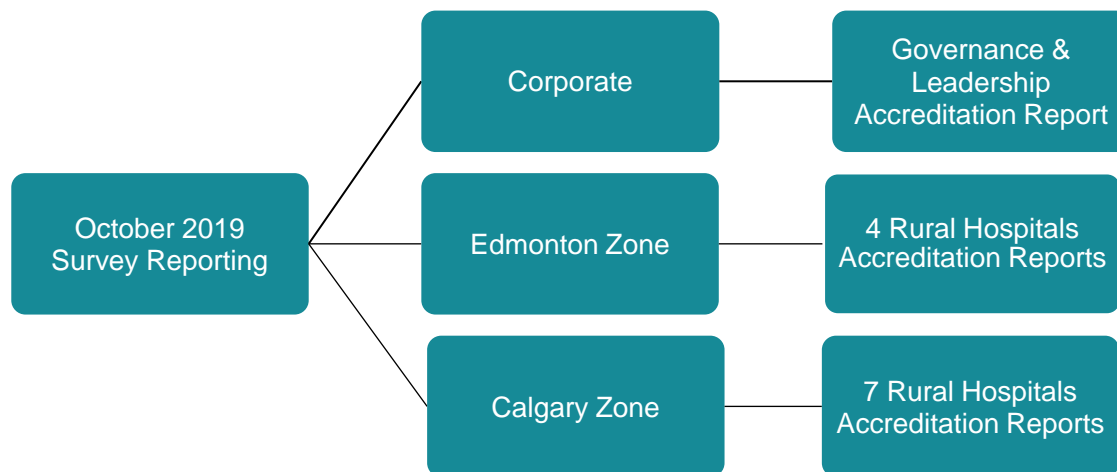 October 2019
Survey Reporting
Corporate
Governance &
Leadership
Accreditation Report
Edmonton Zone
4 Rural Hospitals
Accreditation Reports
Calgary Zone
7 Rural Hospitals
Accreditation Reports